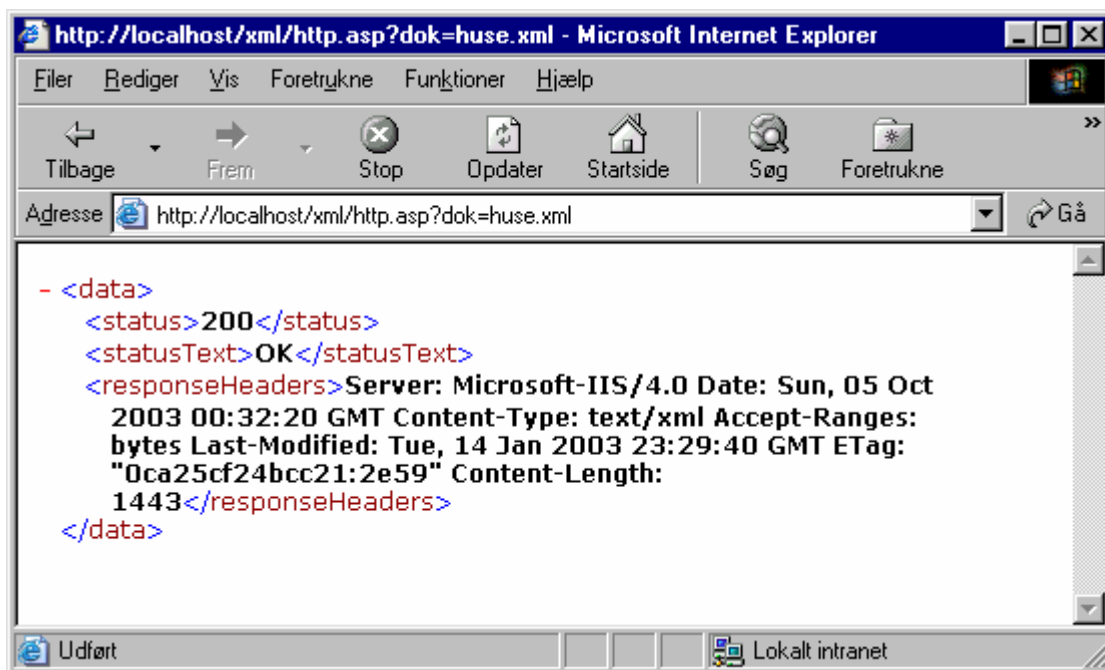 http://localhost/xml/http.asp?dok=huse.xml - Microsoft Internet Explorer
Filer Rediger Vis Foretrukne Funktioner Hjælp
Tilbage Frem Stop Opdater Startside Søg Foretrukne »
Adresse http://localhost/xml/http.asp?dok=huse.xml Gå
- <data>
<status>200</status>
<statusText>OK</statusText>
<responseHeaders>Server: Microsoft-IIS/4.0 Date: Sun, 05 Oct
2003 00:32:20 GMT Content-Type: text/xml Accept-Ranges:
bytes Last-Modified: Tue, 14 Jan 2003 23:29:40 GMT ETag:
"0ca25cf24bcc21:2e59" Content-Length:
1443</responseHeaders>
</data>
Udført Lokalt intranet